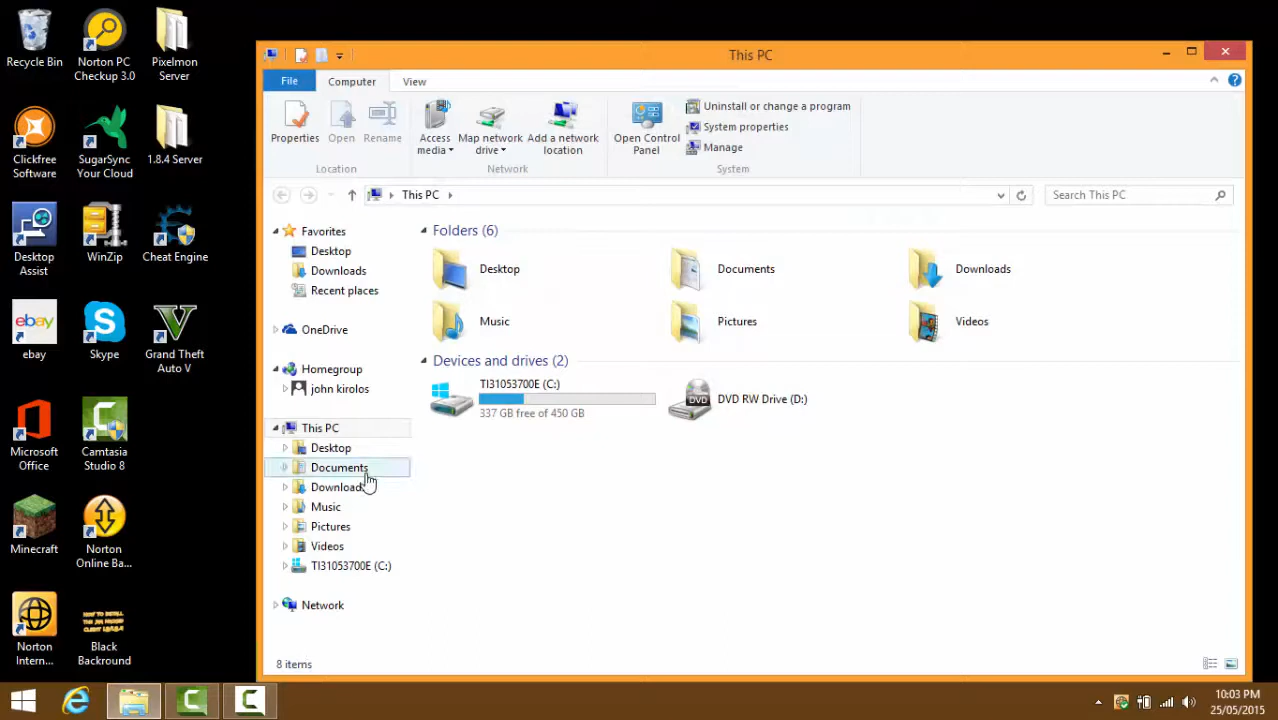 Recycle Bin
Norton PC
Checkup 3.0
Pixelmon
Server
Clickfree
Software
SugarSync
Your Cloud
1.8.4 Server
Desktop
Assist
WinZip
Cheat Engine
ebay
ebay
Skype
Grand Theft
Auto V
Microsoft
Office
Camtasia
Studio 8
Minecraft
Norton
Online Ba...
Norton
Intern...
Black
Backround
This PC
File
Computer
View
Properties
Open
Rename
Access
media
Map network
drive
Add a network
location
Open Control
Panel
Uninstall or change a program
System properties
Manage
Location
Network
System
This PC
Search This PC
Favorites
Desktop
Downloads
Recent places
OneDrive
Homegroup
john kirolos
This PC
Desktop
Documents
Downloads
Music
Pictures
Videos
TI31053700E (C:)
Network
Folders (6)
Desktop
Documents
Downloads
Music
Pictures
Videos
Devices and drives (2)
TI31053700E (C:)
337 GB free of 450 GB
DVD
DVD RW Drive (D:)
8 items
10:03 PM
25/05/2015